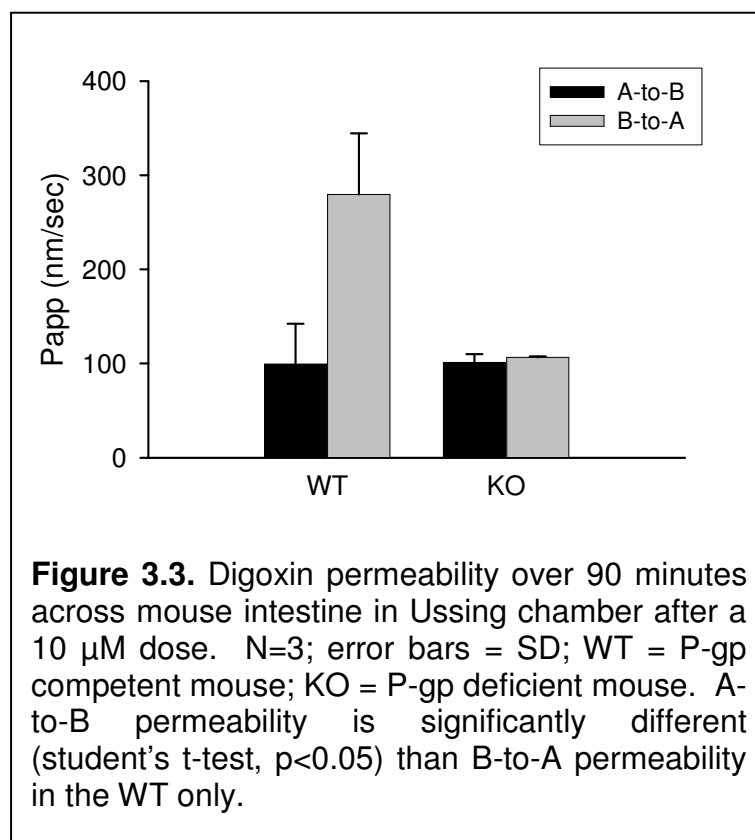 400
300
200
100
0
Papp (nm/sec)
A-to-B
B-to-A
WT
KO
Figure 3.3. Digoxin permeability over 90 minutes
across mouse intestine in Ussing chamber after a
10 µM dose. N=3; error bars = SD; WT = P-gp
competent mouse; KO = P-gp deficient mouse. A-
to-B permeability is significantly different
(student's t-test, p<0.05) than B-to-A permeability
in the WT only.